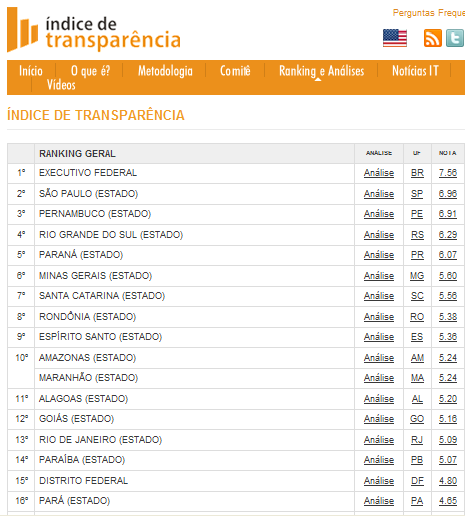 Perguntas Freque
índice de
transparência
Início O que é? Metodologia Comitê Ranking e Análises Notícias IT
Vídeos
ÍNDICE DE TRANSPARÊNCIA
RANKING GERAL ANÁLISE UF NOTA
1º EXECUTIVO FEDERAL Análise BR 7.56
2º SÃO PAULO (ESTADO) Análise SP 6.96
3º PERNAMBUCO (ESTADO) Análise PE 6.91
4º RIO GRANDE DO SUL (ESTADO) Análise RS 6.29
5º PARANÁ (ESTADO) Análise PR 6.07
6º MINAS GERAIS (ESTADO) Análise MG 5.60
7º SANTA CATARINA (ESTADO) Análise SC 5.56
8º RONDÔNIA (ESTADO) Análise RO 5.38
9º ESPÍRITO SANTO (ESTADO) Análise ES 5.36
10º AMAZONAS (ESTADO) Análise AM 5.24
MARANHÃO (ESTADO) Análise MA 5.24
11º ALAGOAS (ESTADO) Análise AL 5.20
12º GOIÁS (ESTADO) Análise GO 5.16
13º RIO DE JANEIRO (ESTADO) Análise RJ 5.09
14º PARAÍBA (ESTADO) Análise PB 5.07
15º DISTRITO FEDERAL Análise DF 4.80
16º PARÁ (ESTADO) Análise PA 4.65